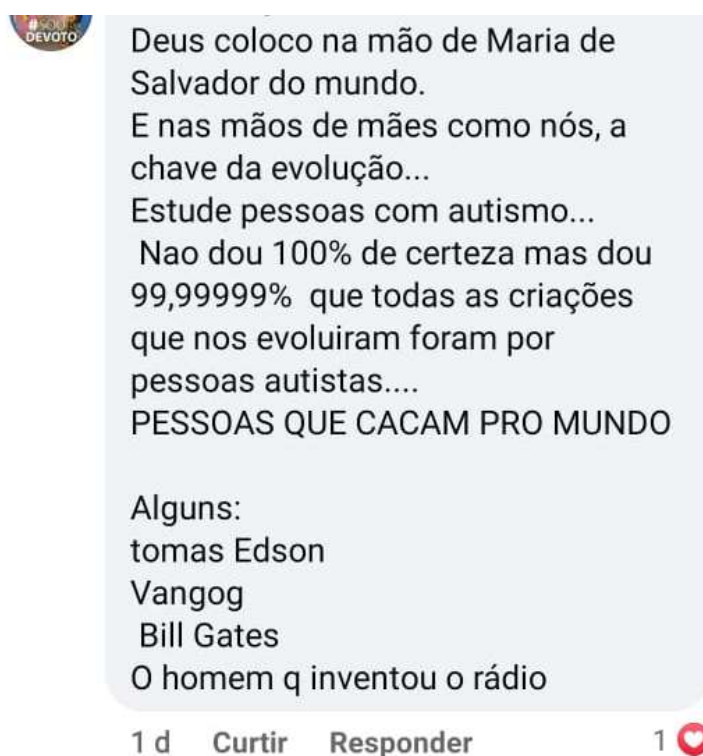 #SOU
DEVOTO
Deus coloco na mão de Maria de
Salvador do mundo.
E nas mãos de mães como nós, a
chave da evolução...
Estude pessoas com autismo...
Nao dou 100% de certeza mas dou
99,99999% que todas as criações
que nos evoluiram foram por
pessoas autistas....
PESSOAS QUE CACAM PRO MUNDO
Alguns:
tomas Edson
Vangog
Bill Gates
O homem q inventou o rádio
1 d Curtir Responder 1